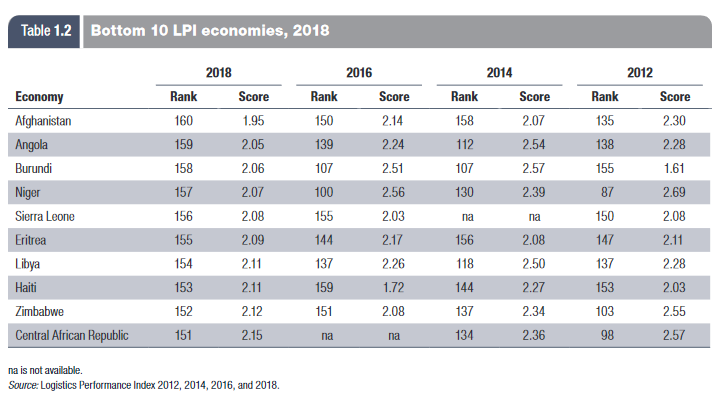 Table 1.2 Bottom 10 LPI economies, 2018
2018 2016 2014 2012
Economy Rank Score Rank Score Rank Score Rank Score
Afghanistan 160 1.95 150 2.14 158 2.07 135 2.30
Angola 159 2.05 139 2.24 112 2.54 138 2.28
Burundi 158 2.06 107 2.51 107 2.57 155 1.61
Niger 157 2.07 100 2.56 130 2.39 87 2.69
Sierra Leone 156 2.08 155 2.03 na na 150 2.08
Eritrea 155 2.09 144 2.17 156 2.08 147 2.11
Libya 154 2.11 137 2.26 118 2.50 137 2.28
Haiti 153 2.11 159 1.72 144 2.27 153 2.03
Zimbabwe 152 2.12 151 2.08 137 2.34 103 2.55
Central African Republic 151 2.15 na na 134 2.36 98 2.57
na is not available.
Source: Logistics Performance Index 2012, 2014, 2016, and 2018.